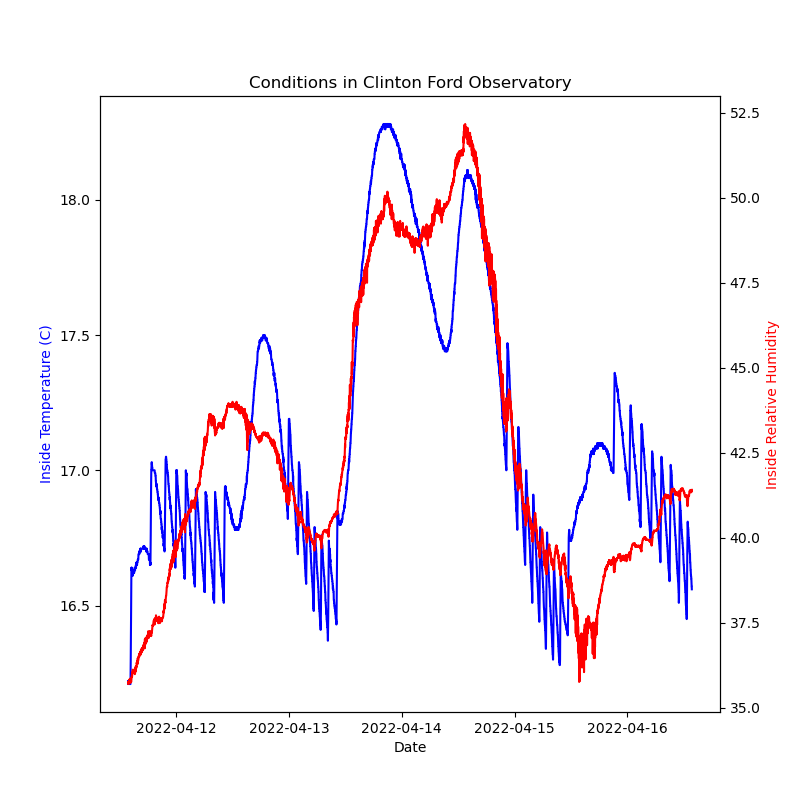 Conditions in Clinton Ford Observatory
Inside Temperature (C)
18.0
17.5
17.0
16.5
52.5
50.0
47.5
45.0
42.5
40.0
37.5
35.0
Inside Relative Humidity
2022-04-12 2022-04-13 2022-04-14 2022-04-15 2022-04-16
Date